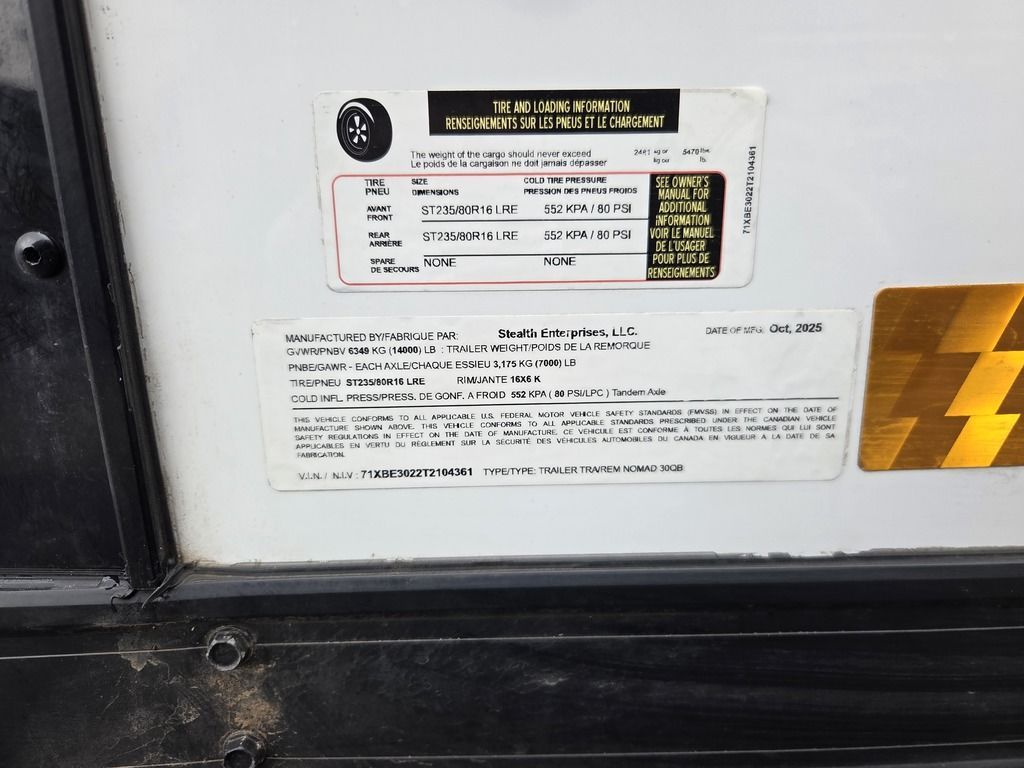 TIRE AND LOADING INFORMATION
RENSEIGNEMENTS SUR LES PNEUS ET LE CHARGEMENT
The weight of the cargo should never exceed 2481 kg or 5470 lbs.
Le poids de la cargaison ne doit jamais dépasser kg ou lb.
TIRE SIZE COLD TIRE PRESSURE
PNEU DIMENSIONS PRESSION DES PNEUS FROIDS
AVANT
FRONT ST235/80R16 LRE 552 KPA / 80 PSI
REAR
ARRIÈRE ST235/80R16 LRE 552 KPA / 80 PSI
SPARE
DE SECOURS NONE NONE
SEE OWNER'S
MANUAL FOR
ADDITIONAL
INFORMATION
VOIR LE MANUEL
DE L'USAGER
POUR PLUS DE
RENSEIGNEMENTS
71XBE3022T2104361
MANUFACTURED BY/FABRIQUE PAR: Stealth Enterprises, LLC. DATE OF MFG: Oct, 2025
GVWR/PNBV 6349 KG (14000) LB : TRAILER WEIGHT/POIDS DE LA REMORQUE
PNBE/GAWR - EACH AXLE/CHAQUE ESSIEU 3,175 KG (7000) LB
TIRE/PNEU ST235/80R16 LRE RIM/JANTE 16X6 K
COLD INFL. PRESS/PRESS. DE GONF. A FROID 552 KPA ( 80 PSI/LPC ) Tandem Axle
THIS VEHICLE CONFORMS TO ALL APPLICABLE U.S. FEDERAL MOTOR VEHICLE SAFETY STANDARDS (FMVSS) IN EFFECT ON THE DATE OF
MANUFACTURE SHOWN ABOVE. THIS VEHICLE CONFORMS TO ALL APPLICABLE STANDARDS PRESCRIBED UNDER THE CANADIAN VEHICLE
SAFETY REGULATIONS IN EFFECT ON THE DATE OF MANUFACTURE. CE VEHICULE EST CONFORME À TOUTES LES NORMES QUI LUI SONT
APPLICABLES EN VERTU DU RÈGLEMENT SUR LA SÉCURITÉ DES VÉHICULES AUTOMOBILES DU CANADA EN VIGUEUR A LA DATE DE SA
FABRICATION.
V.I.N./ N.I.V : 71XBE3022T2104361 TYPE/TYPE: TRAILER TRA/REM NOMAD 30QB